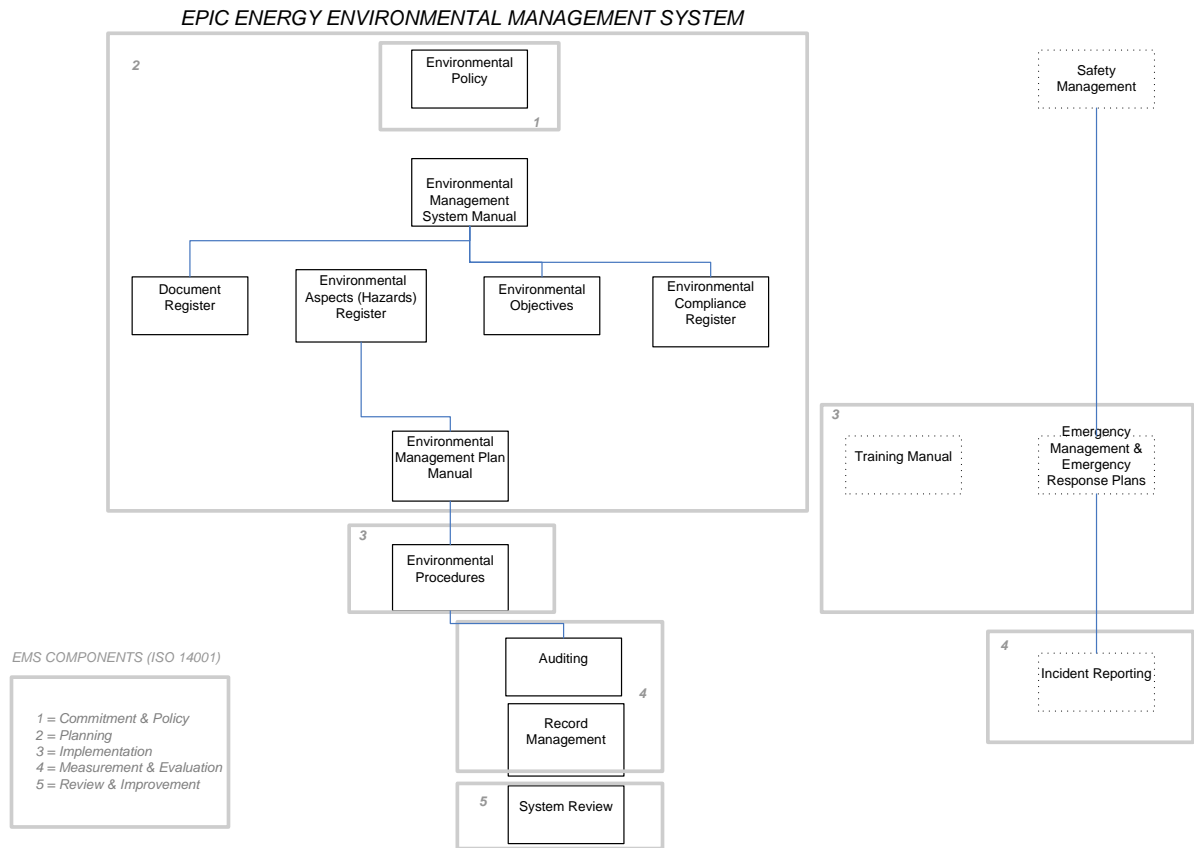 EPIC ENERGY ENVIRONMENTAL MANAGEMENT SYSTEM
2
Environmental
Policy
1
Safety
Management
Environmental
Management
System Manual
Document
Register
Environmental
Aspects (Hazards)
Register
Environmental
Objectives
Environmental
Compliance
Register
Environmental
Management Plan
Manual
3
Training Manual
Emergency
Management &
Emergency
Response Plans
3
Environmental
Procedures
Auditing
4
Record
Management
4
Incident Reporting
5
System Review
EMS COMPONENTS (ISO 14001)
1 = Commitment & Policy
2 = Planning
3 = Implementation
4 = Measurement & Evaluation
5 = Review & Improvement